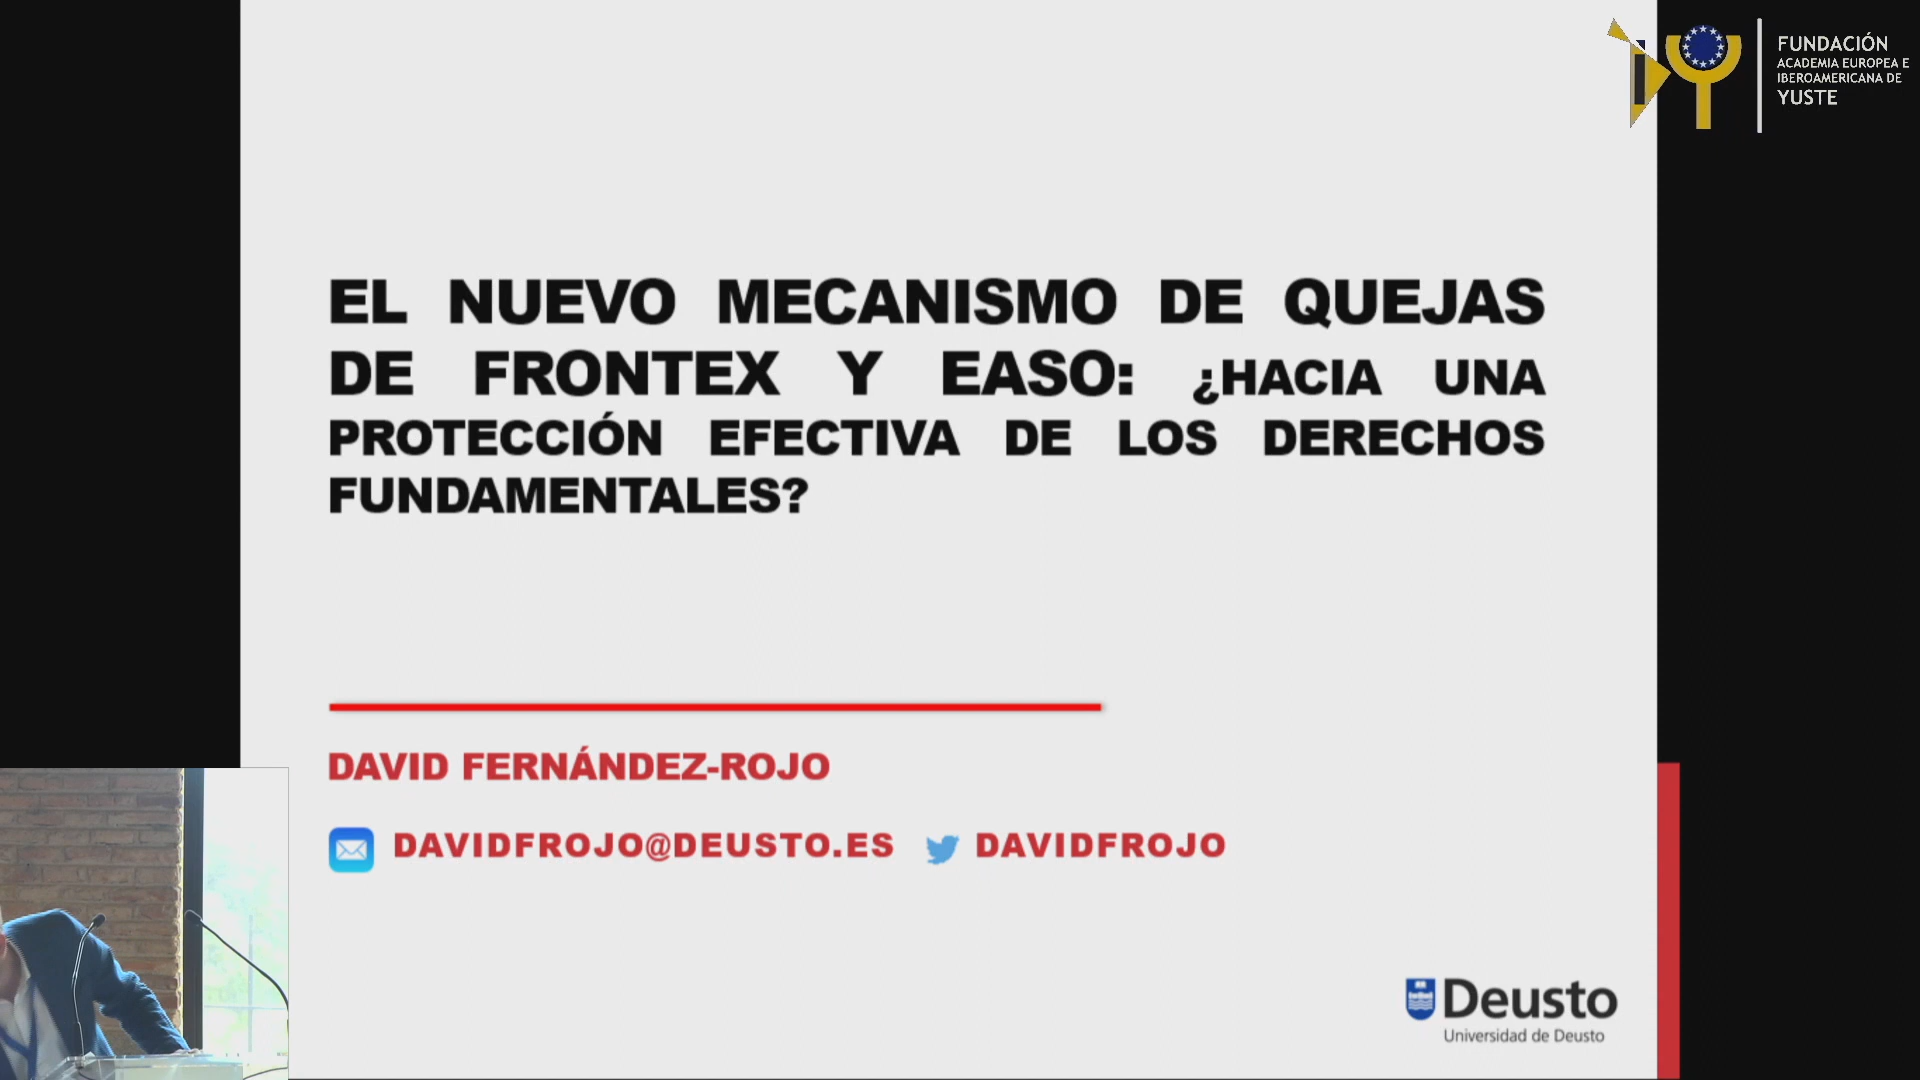 FUNDACIÓN
ACADEMIA EUROPEA E
IBEROAMERICANA DE
YUSTE
EL NUEVO MECANISMO DE QUEJAS
DE FRONTEX Y EASO: ¿HACIA UNA
PROTECCIÓN EFECTIVA DE LOS DERECHOS
FUNDAMENTALES?
DAVID FERNÁNDEZ-ROJO
DAVIDFROJO@DEUSTO.ES DAVIDFROJO
Deusto
Universidad de Deusto